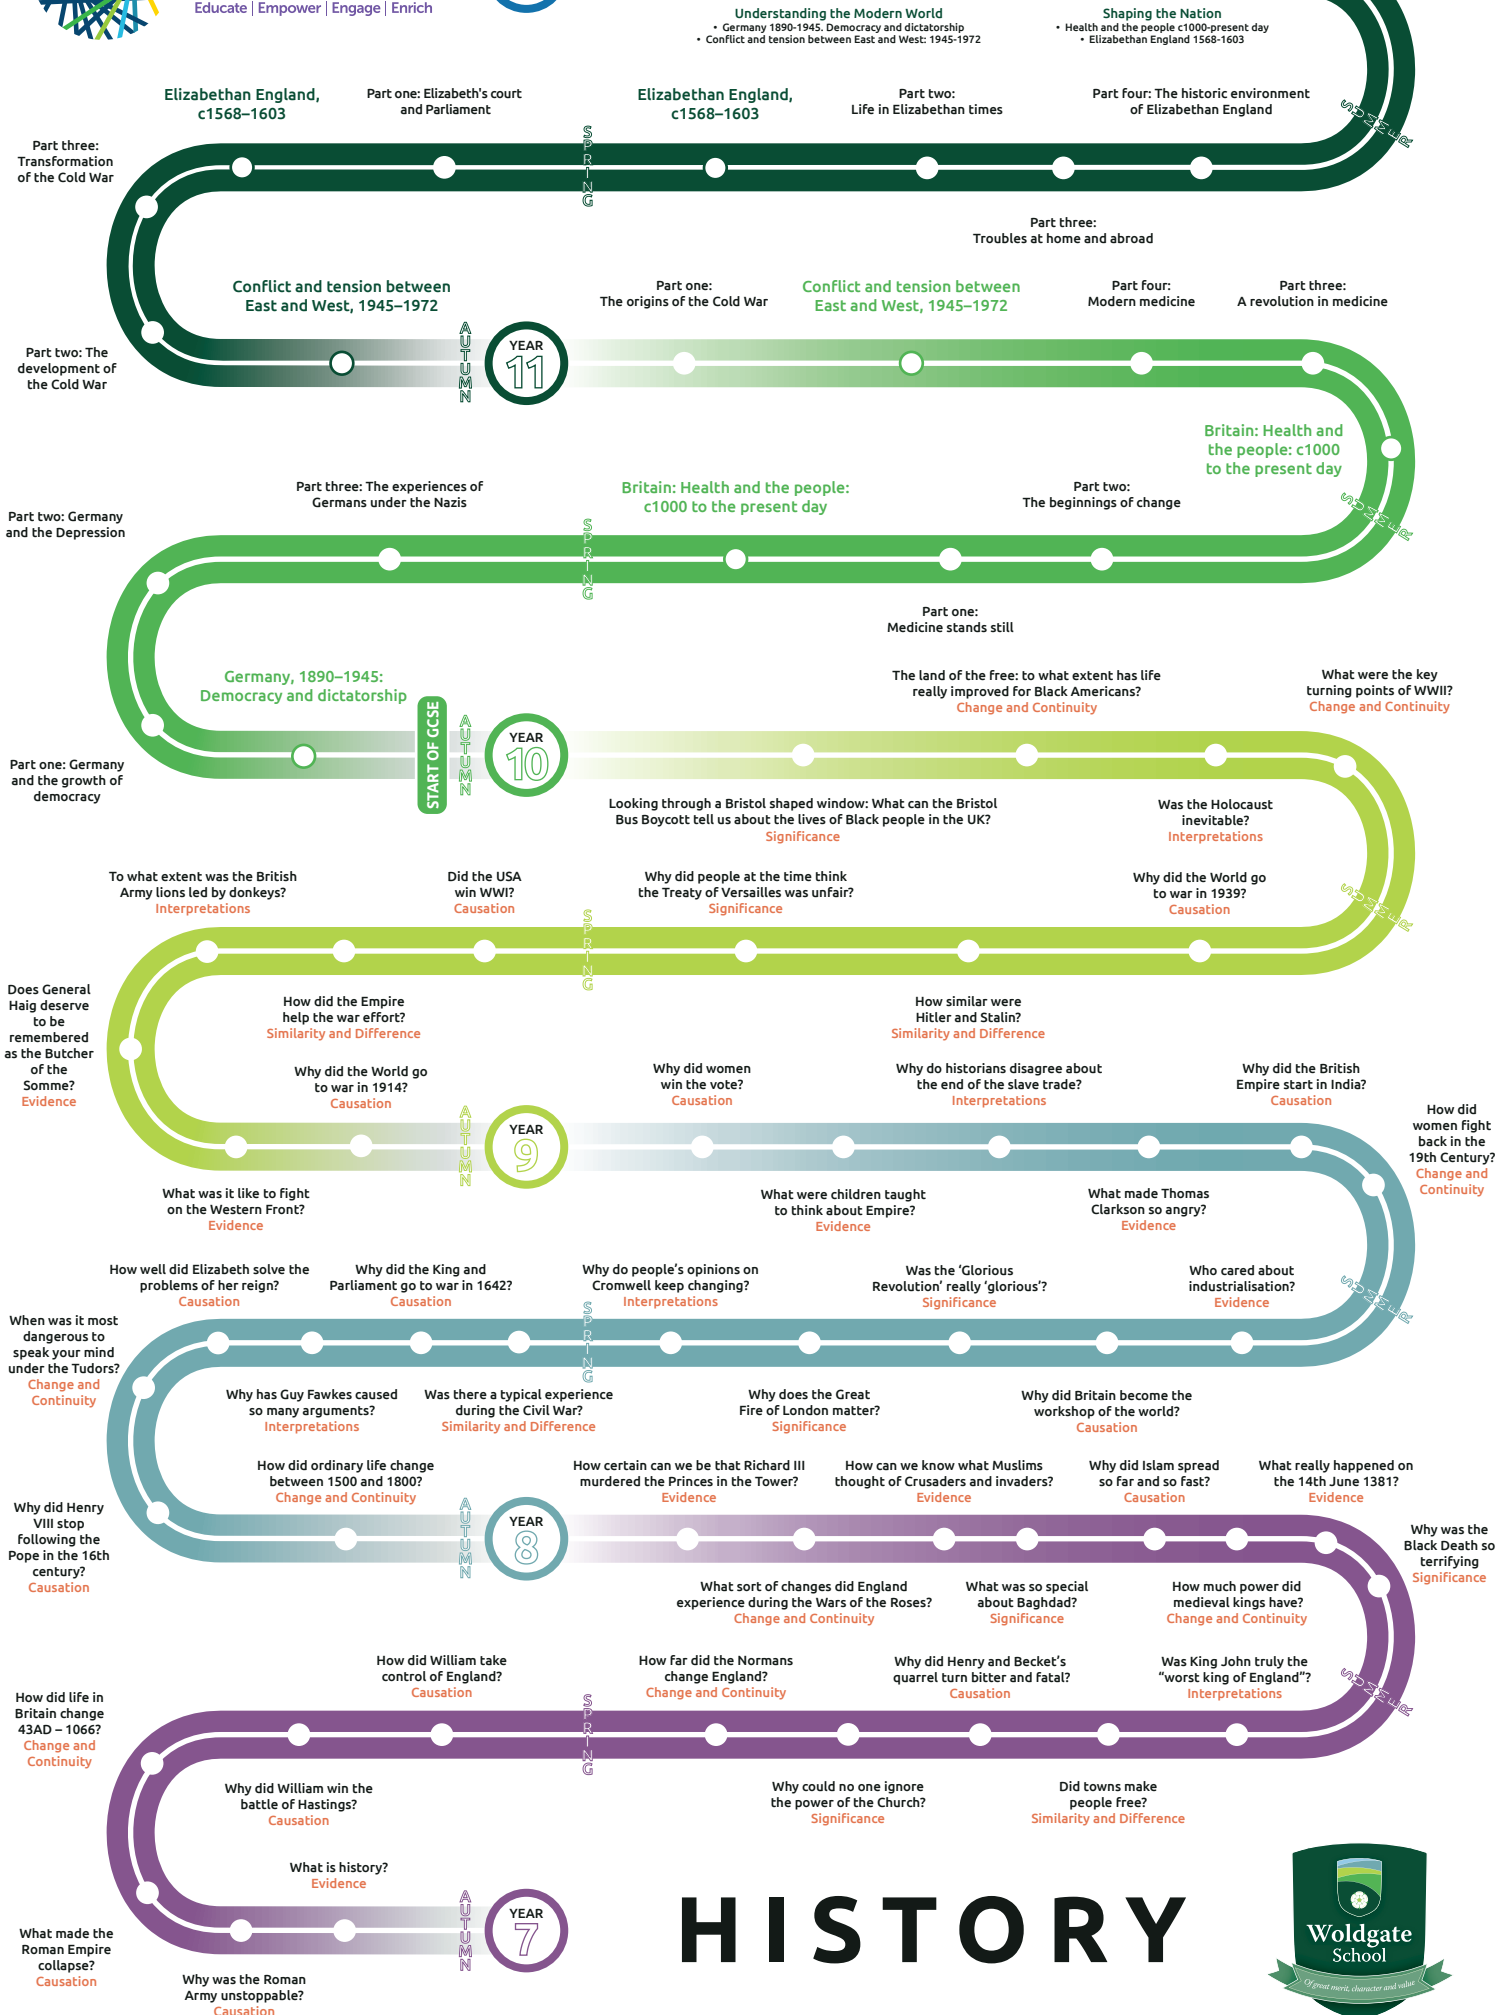 Educate | Empower | Engage | Enrich
Understanding the Modern World
• Germany 1890-1945. Democracy and dictatorship
• Conflict and tension between East and West: 1945-1972
Shaping the Nation
• Health and the people c1000-present day
• Elizabethan England 1568-1603
Elizabethan England,
c1568–1603
Part one: Elizabeth's court
and Parliament
Elizabethan England,
c1568–1603
Part two:
Life in Elizabethan times
Part four: The historic environment
of Elizabethan England
SUMMER
SPRING
Part three:
Transformation
of the Cold War
Part three:
Troubles at home and abroad
Conflict and tension between
East and West, 1945–1972
Part one:
The origins of the Cold War
Conflict and tension between
East and West, 1945–1972
Part four:
Modern medicine
Part three:
A revolution in medicine
AUTUMN
YEAR
11
Part two: The
development of
the Cold War
Britain: Health and
the people: c1000
to the present day
Part three: The experiences of
Germans under the Nazis
Britain: Health and the people:
c1000 to the present day
Part two:
The beginnings of change
SUMMER
Part two: Germany
and the Depression
SPRING
Part one:
Medicine stands still
Germany, 1890–1945:
Democracy and dictatorship
The land of the free: to what extent has life
really improved for Black Americans?
Change and Continuity
What were the key
turning points of WWII?
Change and Continuity
START OF GCSE
AUTUMN
YEAR
10
Part one: Germany
and the growth of
democracy
Looking through a Bristol shaped window: What can the Bristol
Bus Boycott tell us about the lives of Black people in the UK?
Significance
Was the Holocaust
inevitable?
Interpretations
To what extent was the British
Army lions led by donkeys?
Interpretations
Did the USA
win WWI?
Causation
Why did people at the time think
the Treaty of Versailles was unfair?
Significance
Why did the World go
to war in 1939?
Causation
SUMMER
SPRING
Does General
Haig deserve
to be
remembered
as the Butcher
of the
Somme?
Evidence
How did the Empire
help the war effort?
Similarity and Difference
How similar were
Hitler and Stalin?
Similarity and Difference
Why did the World go
to war in 1914?
Causation
Why did women
win the vote?
Causation
Why do historians disagree about
the end of the slave trade?
Interpretations
Why did the British
Empire start in India?
Causation
How did
women fight
back in the
19th Century?
Change and
Continuity
AUTUMN
YEAR
9
What was it like to fight
on the Western Front?
Evidence
What were children taught
to think about Empire?
Evidence
What made Thomas
Clarkson so angry?
Evidence
How well did Elizabeth solve the
problems of her reign?
Causation
Why did the King and
Parliament go to war in 1642?
Causation
Why do people's opinions on
Cromwell keep changing?
Interpretations
Was the ‘Glorious
Revolution’ really ‘glorious’?
Significance
Who cared about
industrialisation?
Evidence
SUMMER
SPRING
When was it most
dangerous to
speak your mind
under the Tudors?
Change and
Continuity
Why has Guy Fawkes caused
so many arguments?
Interpretations
Was there a typical experience
during the Civil War?
Similarity and Difference
Why does the Great
Fire of London matter?
Significance
Why did Britain become the
workshop of the world?
Causation
How did ordinary life change
between 1500 and 1800?
Change and Continuity
How certain can we be that Richard III
murdered the Princes in the Tower?
Evidence
How can we know what Muslims
thought of Crusaders and invaders?
Evidence
Why did Islam spread
so far and so fast?
Causation
What really happened on
the 14th June 1381?
Evidence
Why did Henry
VIII stop
following the
Pope in the 16th
century?
Causation
AUTUMN
YEAR
8
Why was the
Black Death so
terrifying
Significance
What sort of changes did England
experience during the Wars of the Roses?
Change and Continuity
What was so special
about Baghdad?
Significance
How much power did
medieval kings have?
Change and Continuity
How did William take
control of England?
Causation
How far did the Normans
change England?
Change and Continuity
Why did Henry and Becket's
quarrel turn bitter and fatal?
Causation
Was King John truly the
“worst king of England”?
Interpretations
SUMMER
SPRING
How did life in
Britain change
43AD – 1066?
Change and
Continuity
Why did William win the
battle of Hastings?
Causation
Why could no one ignore
the power of the Church?
Significance
Did towns make
people free?
Similarity and Difference
What is history?
Evidence
AUTUMN
YEAR
7
HISTORY
What made the
Roman Empire
collapse?
Causation
Why was the Roman
Army unstoppable?
Causation
Woldgate
School
Of great merit, character and value